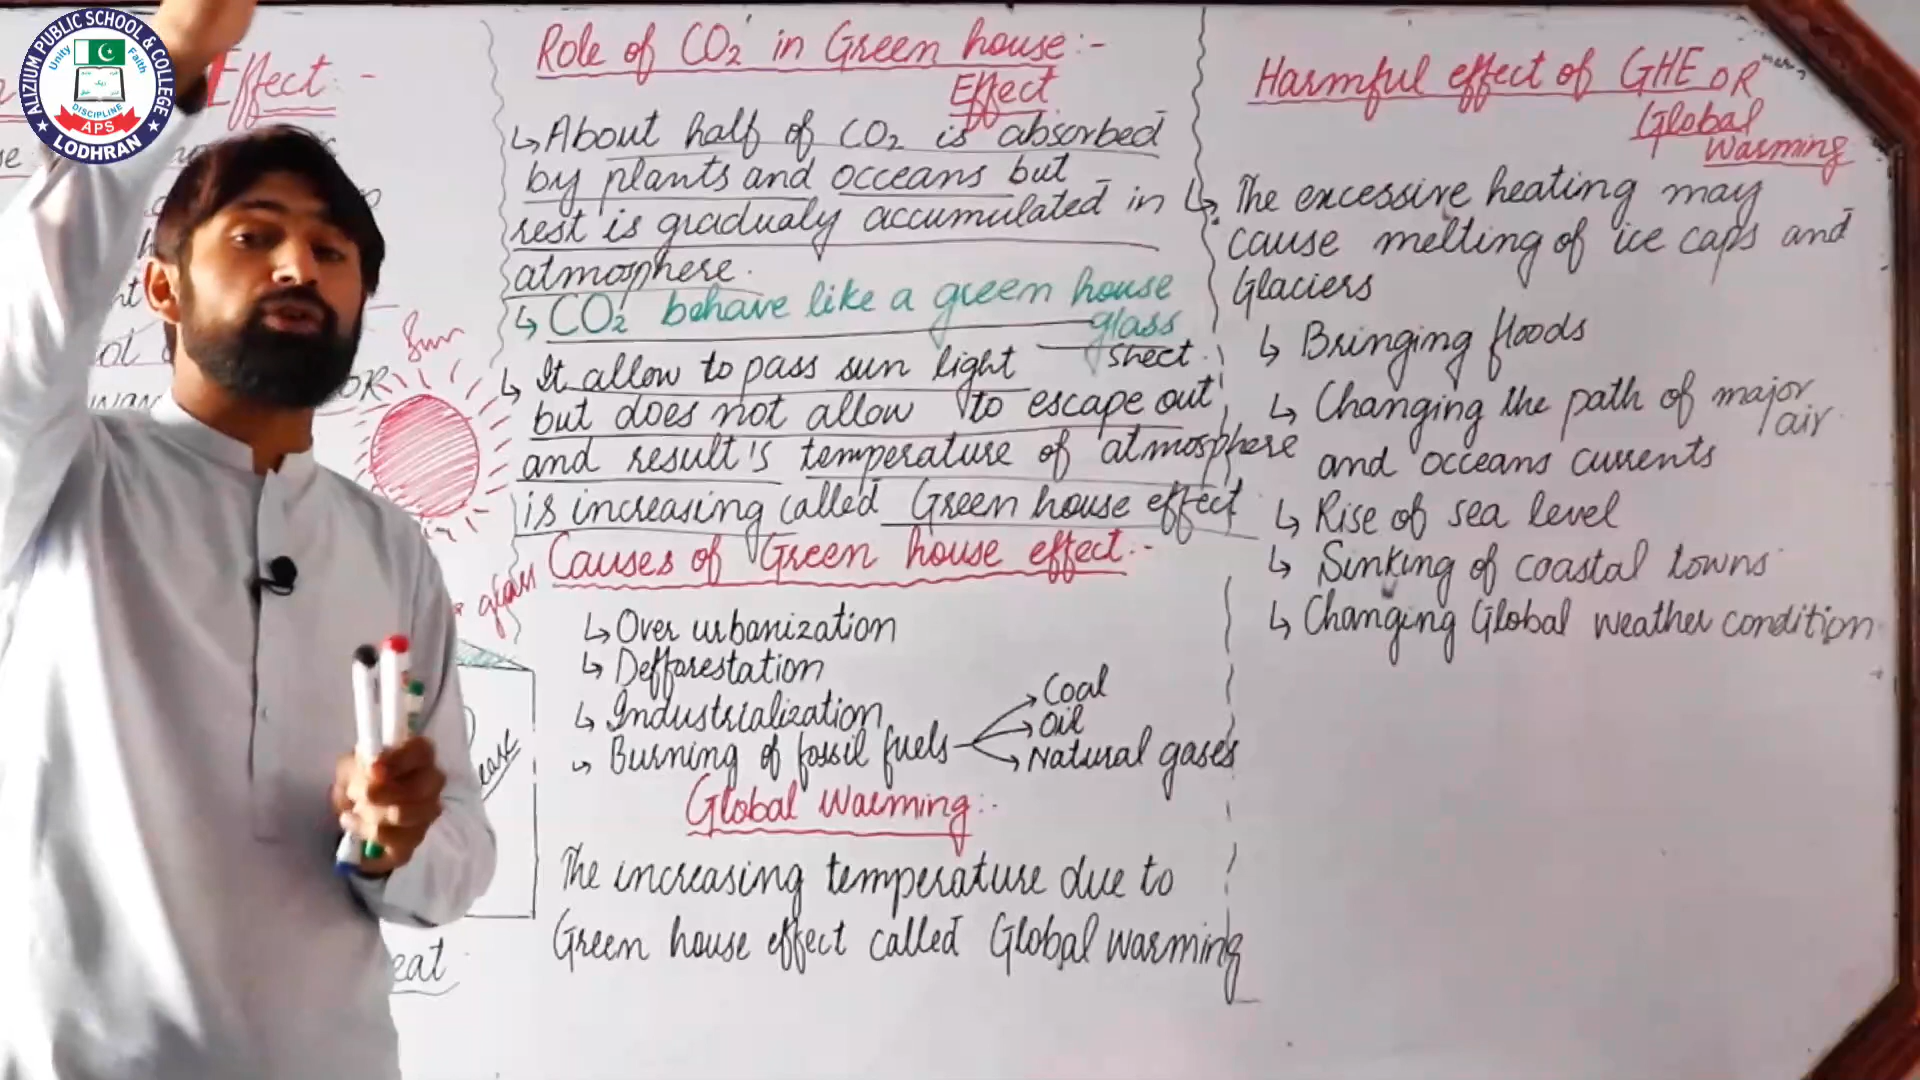 ALIZIUM PUBLIC SCHOOL & COLLEGE
Unity
Faith
DISCIPLINE
APS
LODHRAN
Effect:-
OR
Sun
glass
eat
Role of CO2 in Green house:-
Effect
↳ About half of CO2 is absorbed
by plants and occeans but
rest is gradualy accumulated in
atmosphere.
↳ CO2 behave like a green house
glass
sheet.
↳ It allow to pass sun light
but does not allow to escape out
and result's temperature of atmosphere
is increasing called Green house effect
Causes of Green house effect:-
↳ Over urbanization
↳ Defforestation
↳ Industrialization
↳ Burning of fossil fuels
Coal
Oil
Natural gases
Global Warming:-
The increasing temperature due to
Green house effect called Global warming
Harmful effect of GHE OR
Global
Warming
↳ The excessive heating may
cause melting of ice caps and
Glaciers
↳ Bringing floods
↳ Changing the path of major
air
and occeans currents
↳ Rise of sea level
↳ Sinking of coastal towns
↳ Changing Global weather condition